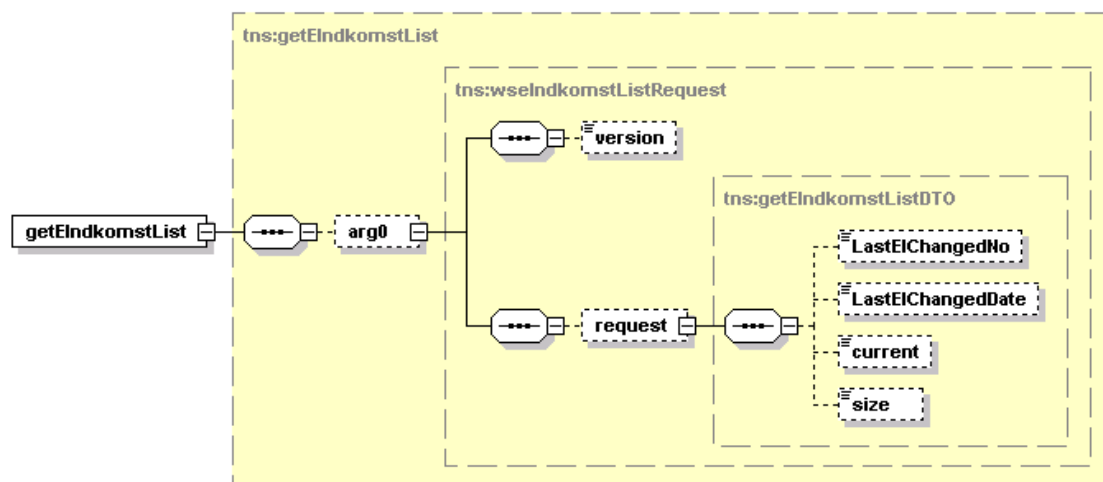 tns:getEIndkomstList
tns:wseIndkomstListRequest
version
tns:getEIndkomstListDTO
getEIndkomstList
arg0
LastEIChangedNo
LastEIChangedDate
request
current
size